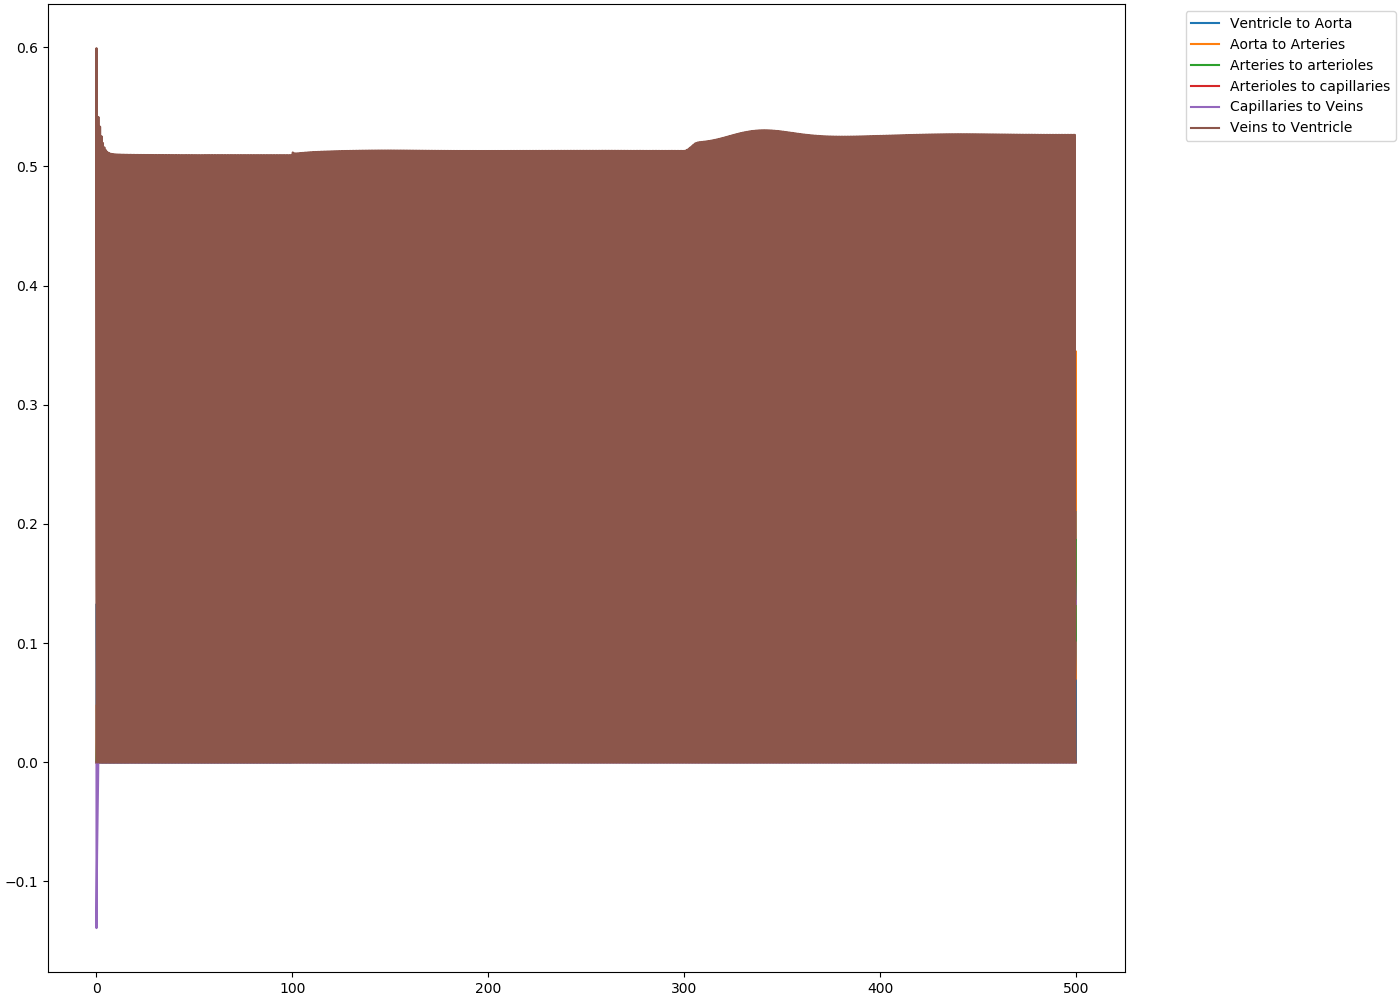 Ventricle to Aorta
Aorta to Arteries
Arteries to arterioles
Arterioles to capillaries
Capillaries to Veins
Veins to Ventricle
0.6
0.5
0.4
0.3
0.2
0.1
0.0
−0.1
0 100 200 300 400 500